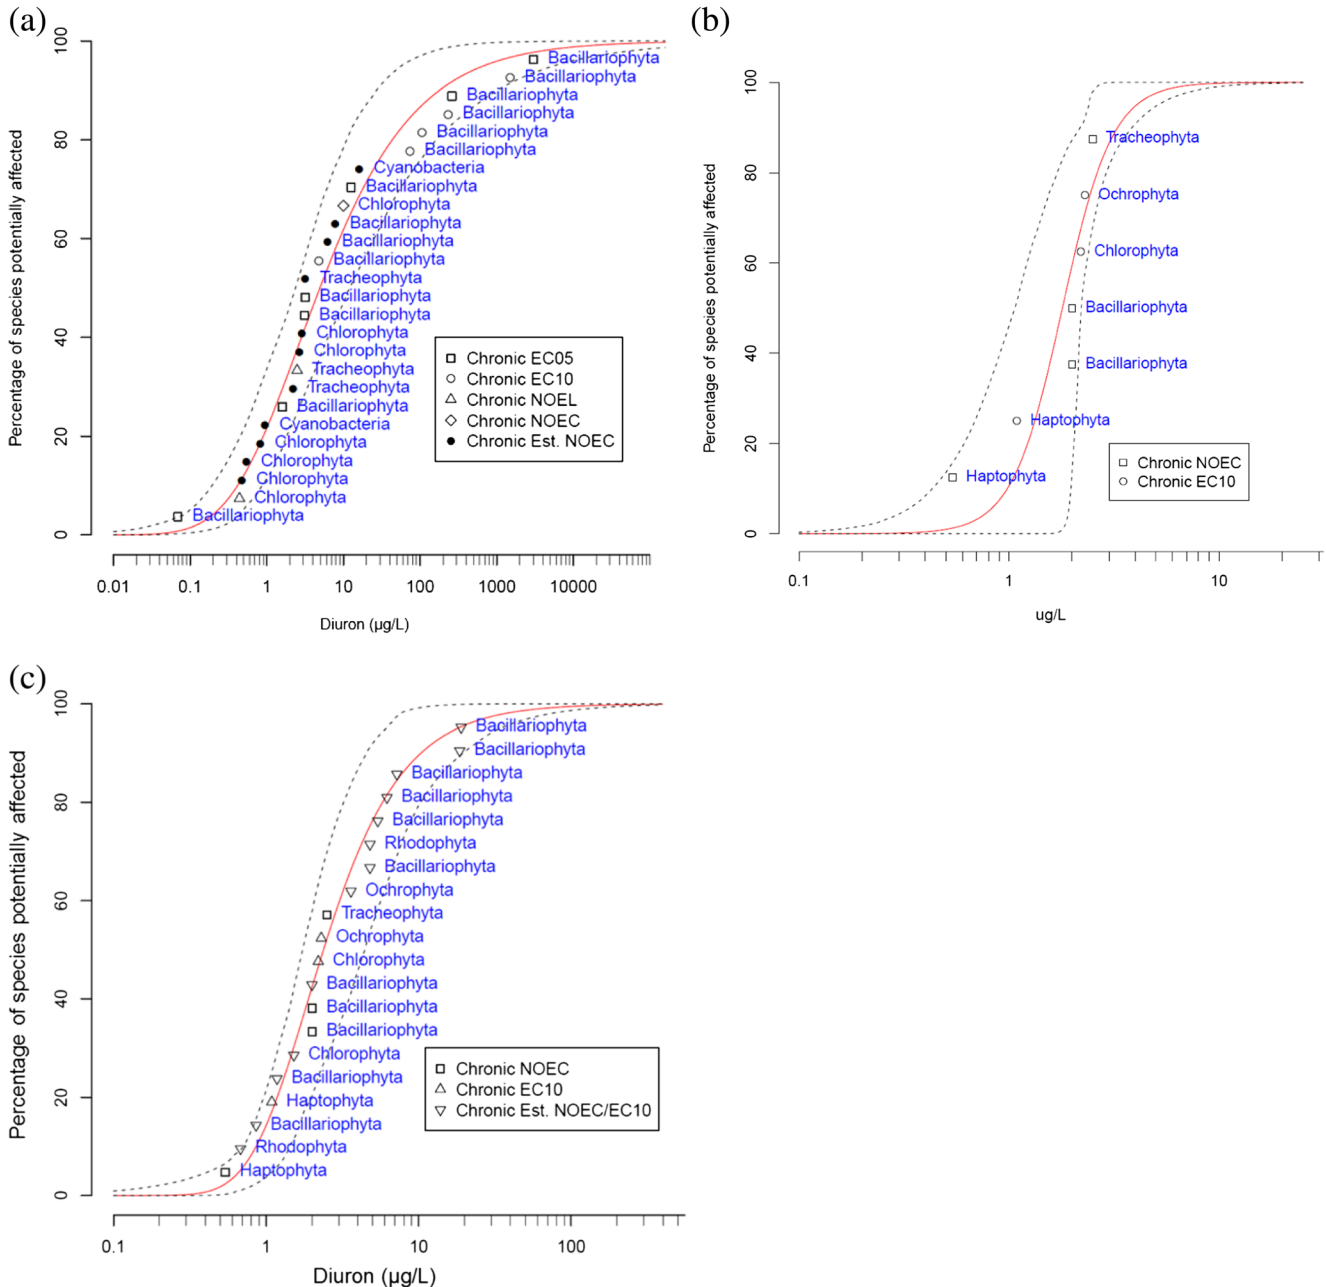 (a)
Percentage of species potentially affected
100
80
60
40
20
0
Bacillariophyta
Bacillariophyta
Bacillariophyta
Bacillariophyta
Bacillariophyta
Bacillariophyta
Cyanobacteria
Bacillariophyta
Chlorophyta
Bacillariophyta
Bacillariophyta
Bacillariophyta
Tracheophyta
Bacillariophyta
Bacillariophyta
Chlorophyta
Chlorophyta
Tracheophyta
Tracheophyta
Bacillariophyta
Cyanobacteria
Chlorophyta
Chlorophyta
Chlorophyta
Chlorophyta
Bacillariophyta
Chronic EC05
Chronic EC10
Chronic NOEL
Chronic NOEC
Chronic Est. NOEC
0.01 0.1 1 10 100 1000 10000
Diuron (µg/L)
(b)
Percentage of species potentially affected
100
80
60
40
20
0
Tracheophyta
Ochrophyta
Chlorophyta
Bacillariophyta
Bacillariophyta
Haptophyta
Haptophyta
Chronic NOEC
Chronic EC10
0.1 1 10
ug/L
(c)
Percentage of species potentially affected
100
80
60
40
20
0
Bacillariophyta
Bacillariophyta
Bacillariophyta
Bacillariophyta
Bacillariophyta
Rhodophyta
Bacillariophyta
Ochrophyta
Tracheophyta
Ochrophyta
Chlorophyta
Bacillariophyta
Bacillariophyta
Bacillariophyta
Chlorophyta
Bacillariophyta
Haptophyta
Bacillariophyta
Rhodophyta
Haptophyta
Chronic NOEC
Chronic EC10
Chronic Est. NOEC/EC10
0.1 1 10 100
Diuron (µg/L)